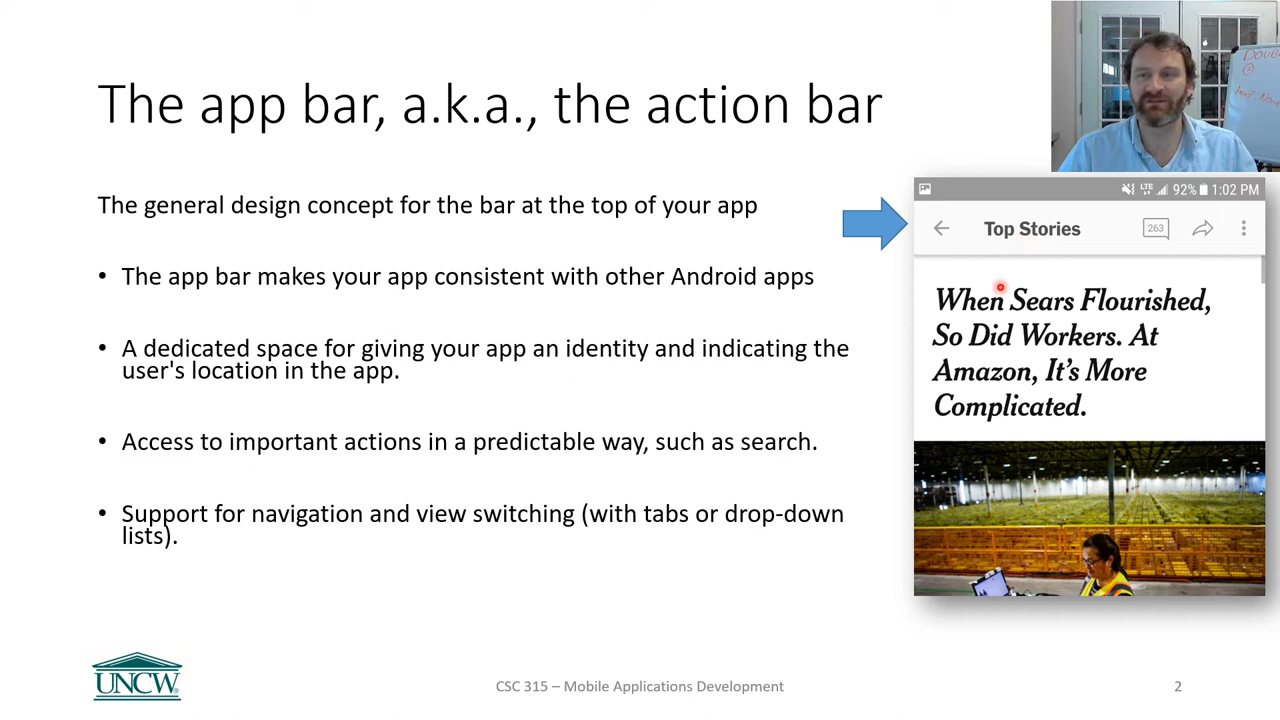 The app bar, a.k.a., the action bar
The general design concept for the bar at the top of your app
• The app bar makes your app consistent with other Android apps
• A dedicated space for giving your app an identity and indicating the
user's location in the app.
• Access to important actions in a predictable way, such as search.
• Support for navigation and view switching (with tabs or drop-down
lists).
LTE 92% 1:02 PM
Top Stories 263
When Sears Flourished,
So Did Workers. At
Amazon, It’s More
Complicated.
UNCW
CSC 315 – Mobile Applications Development
2